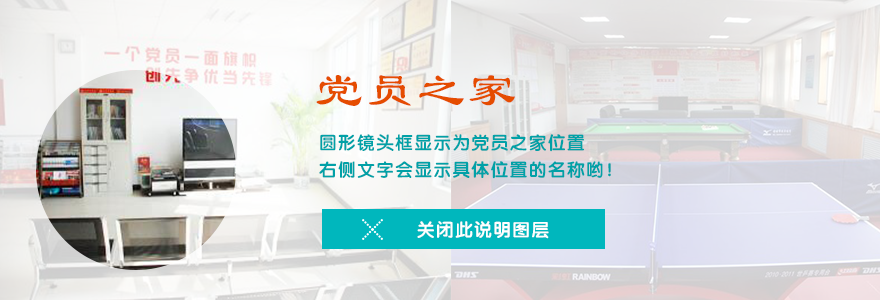 一个党员一面旗帜
创先争优当先锋
党员之家
圆形镜头框显示为党员之家位置
右侧文字会显示具体位置的名称哟！
关闭此说明图层
DHS
RAINBOW